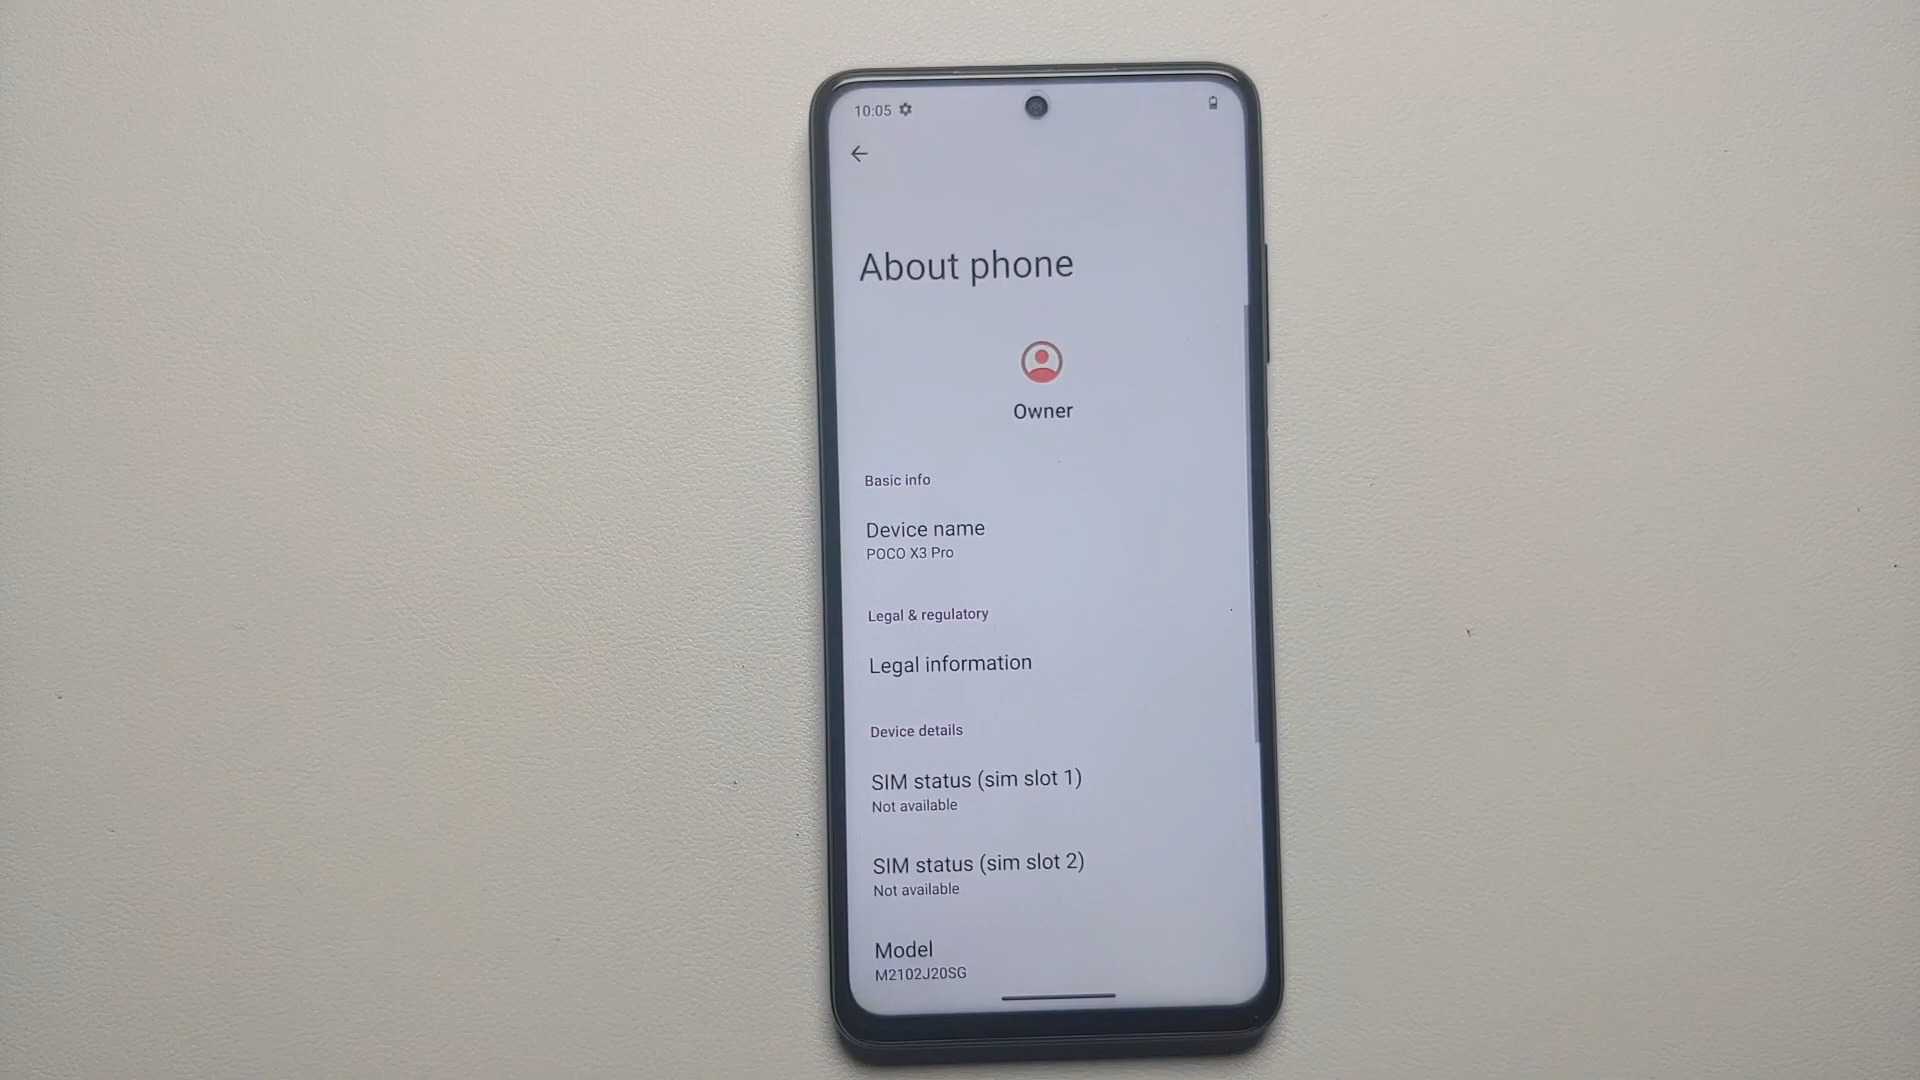 10:05
About phone
Owner
Basic info
Device name
POCO X3 Pro
Legal & regulatory
Legal information
Device details
SIM status (sim slot 1)
Not available
SIM status (sim slot 2)
Not available
Model
M2102J20SG